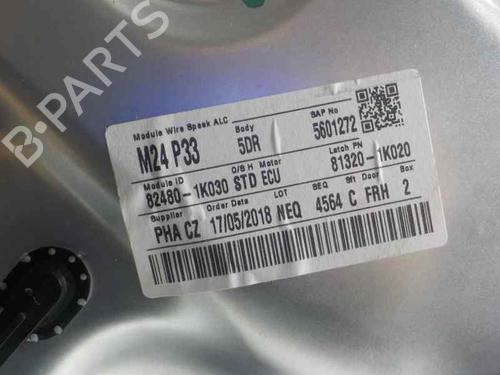 Module Wire Speak ALC Body SAP No
M24 P33 5DR 5601272
Module ID O/S H Motor Latch PN
82480-1K030 STD ECU 81320-1K020
Supplier Order Date LOT SEQ Sft Door Box
PHA CZ 17/05/2018 NEQ 4564 C FRH 2
B-PARTS